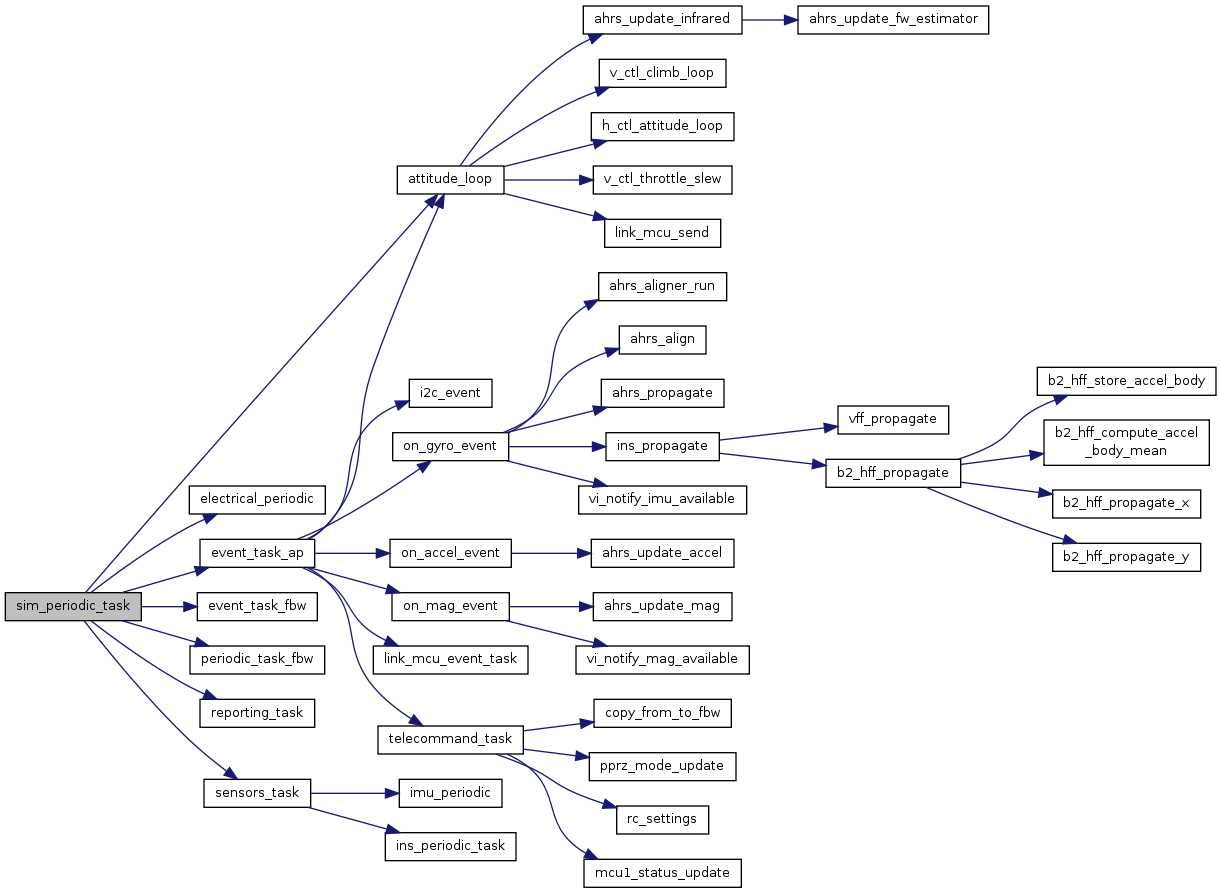 ahrs_update_infrared
ahrs_update_fw_estimator
v_ctl_climb_loop
h_ctl_attitude_loop
attitude_loop
v_ctl_throttle_slew
link_mcu_send
ahrs_aligner_run
ahrs_align
i2c_event
ahrs_propagate
b2_hff_store_accel_body
vff_propagate
on_gyro_event
ins_propagate
b2_hff_compute_accel
_body_mean
b2_hff_propagate
electrical_periodic
vi_notify_imu_available
b2_hff_propagate_x
event_task_ap
on_accel_event
ahrs_update_accel
b2_hff_propagate_y
sim_periodic_task
event_task_fbw
on_mag_event
ahrs_update_mag
periodic_task_fbw
link_mcu_event_task
vi_notify_mag_available
reporting_task
copy_from_to_fbw
telecommand_task
pprz_mode_update
sensors_task
imu_periodic
rc_settings
ins_periodic_task
mcu1_status_update